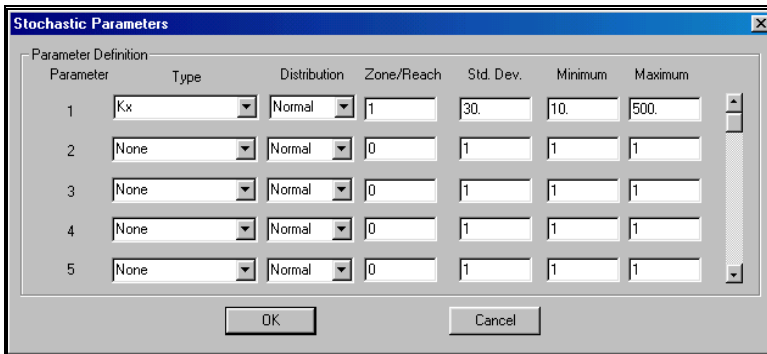 Stochastic Parameters
Parameter Definition
Parameter Type Distribution Zone/Reach Std. Dev. Minimum Maximum
1 Kx Normal 1 30. 10. 500.
2 None Normal 0 1 1 1
3 None Normal 0 1 1 1
4 None Normal 0 1 1 1
5 None Normal 0 1 1 1
OK Cancel